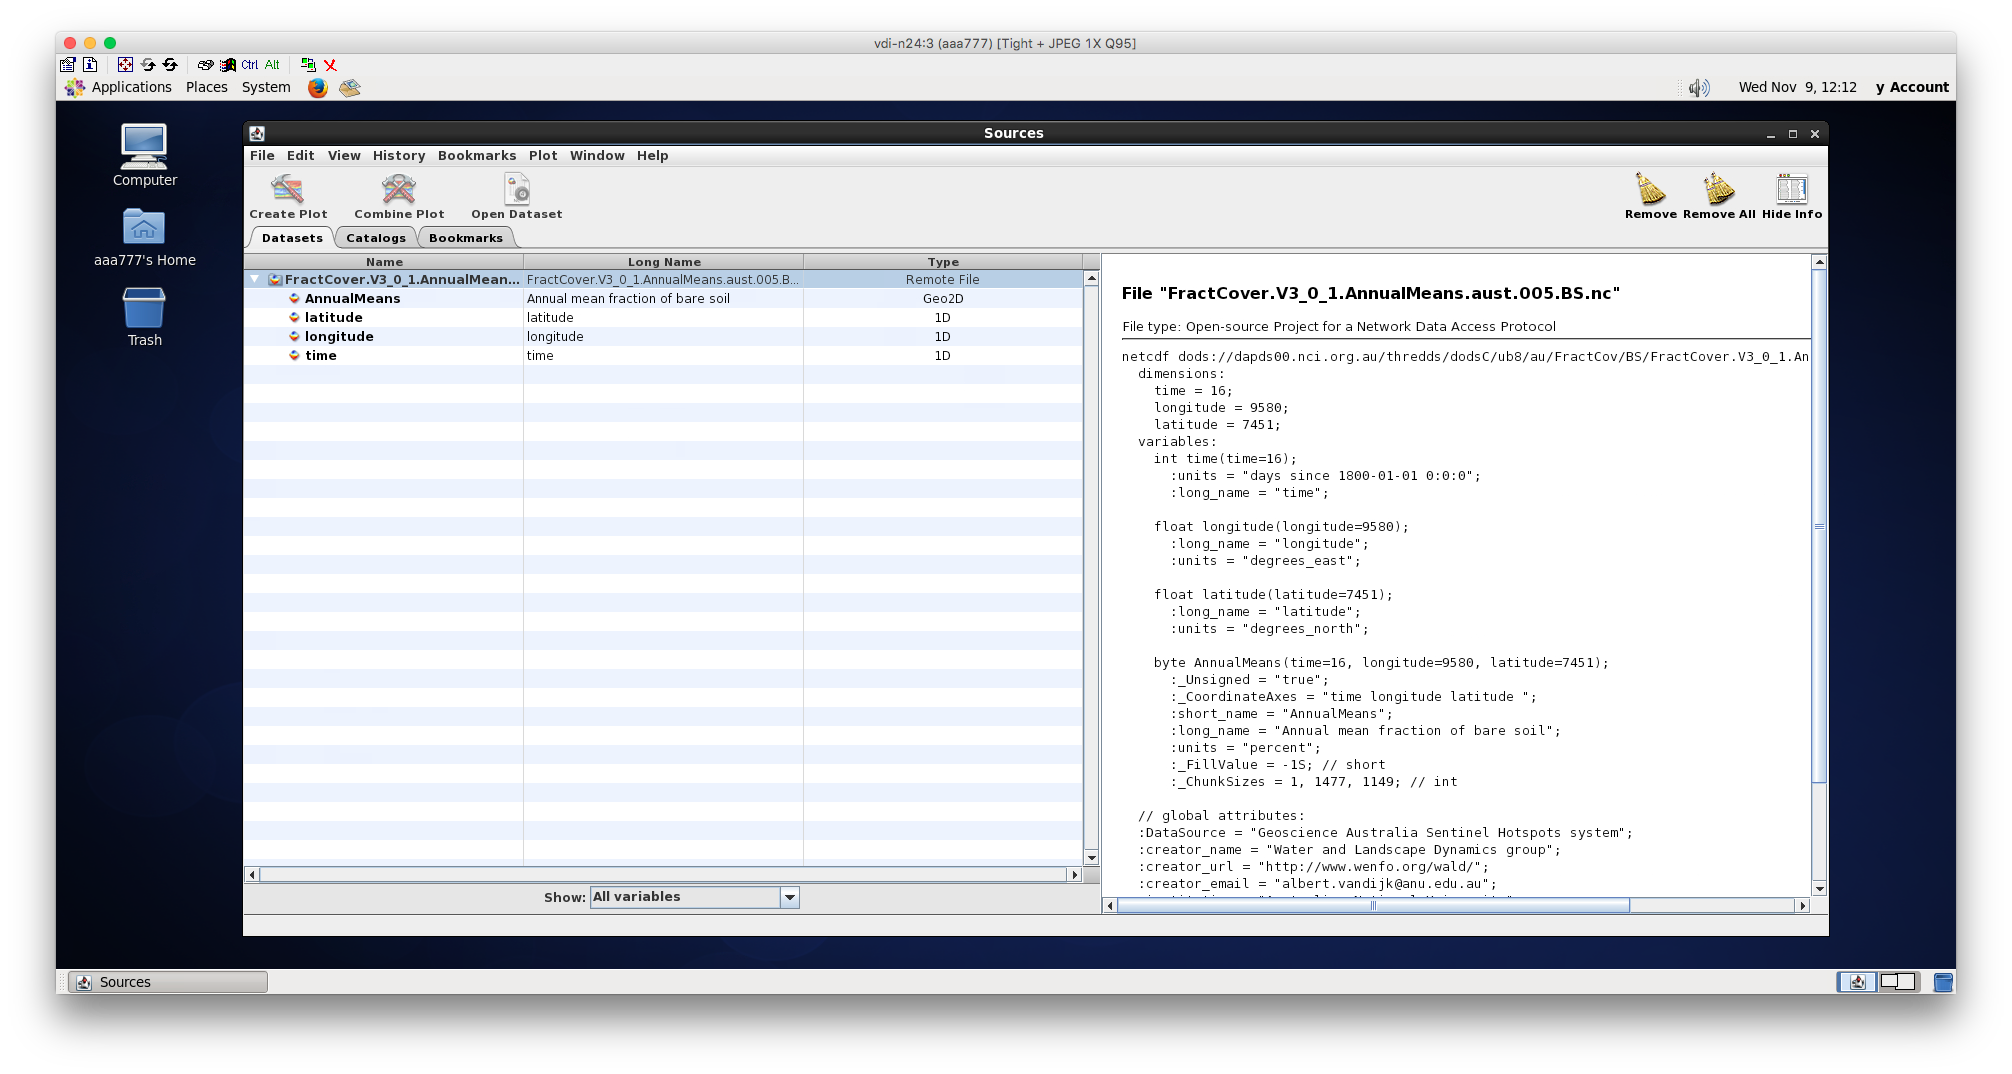 vdi-n24:3 (aaa777) [Tight + JPEG 1X Q95]
Ctrl Alt
Applications Places System Wed Nov 9, 12:12 y Account
Computer
aaa777's Home
Trash
Sources
File Edit View History Bookmarks Plot Window Help
Create Plot Combine Plot Open Dataset Remove Remove All Hide Info
Datasets Catalogs Bookmarks
Name Long Name Type
FractCover.V3_0_1.AnnualMean... FractCover.V3_0_1.AnnualMeans.aust.005.B... Remote File
AnnualMeans Annual mean fraction of bare soil Geo2D
latitude latitude 1D
longitude longitude 1D
time time 1D
Show: All variables
File "FractCover.V3_0_1.AnnualMeans.aust.005.BS.nc"
File type: Open-source Project for a Network Data Access Protocol
netcdf dods://dapds00.nci.org.au/thredds/dodsC/ub8/au/FractCov/BS/FractCover.V3_0_1.An
dimensions:
time = 16;
longitude = 9580;
latitude = 7451;
variables:
int time(time=16);
:units = "days since 1800-01-01 0:0:0";
:long_name = "time";
float longitude(longitude=9580);
:long_name = "longitude";
:units = "degrees_east";
float latitude(latitude=7451);
:long_name = "latitude";
:units = "degrees_north";
byte AnnualMeans(time=16, longitude=9580, latitude=7451);
:_Unsigned = "true";
:_CoordinateAxes = "time longitude latitude ";
:short_name = "AnnualMeans";
:long_name = "Annual mean fraction of bare soil";
:units = "percent";
:_FillValue = -1S; // short
:_ChunkSizes = 1, 1477, 1149; // int
// global attributes:
:DataSource = "Geoscience Australia Sentinel Hotspots system";
:creator_name = "Water and Landscape Dynamics group";
:creator_url = "http://www.wenfo.org/wald/";
:creator_email = "albert.vandijk@anu.edu.au";
Sources